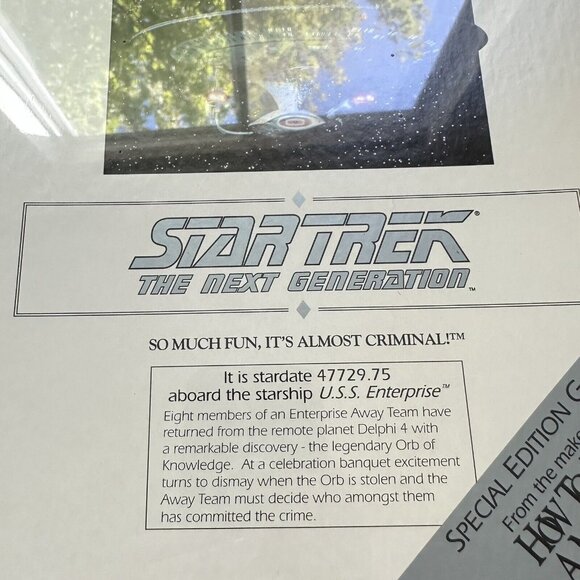 STAR TREK®
THE NEXT GENERATION™
SO MUCH FUN, IT'S ALMOST CRIMINAL!™
It is stardate 47729.75
aboard the starship U.S.S. Enterprise™
Eight members of an Enterprise Away Team have
returned from the remote planet Delphi 4 with
a remarkable discovery - the legendary Orb of
Knowledge. At a celebration banquet excitement
turns to dismay when the Orb is stolen and the
Away Team must decide who amongst them
has committed the crime.
SPECIAL EDITION G
From the make
HOW TO
A M